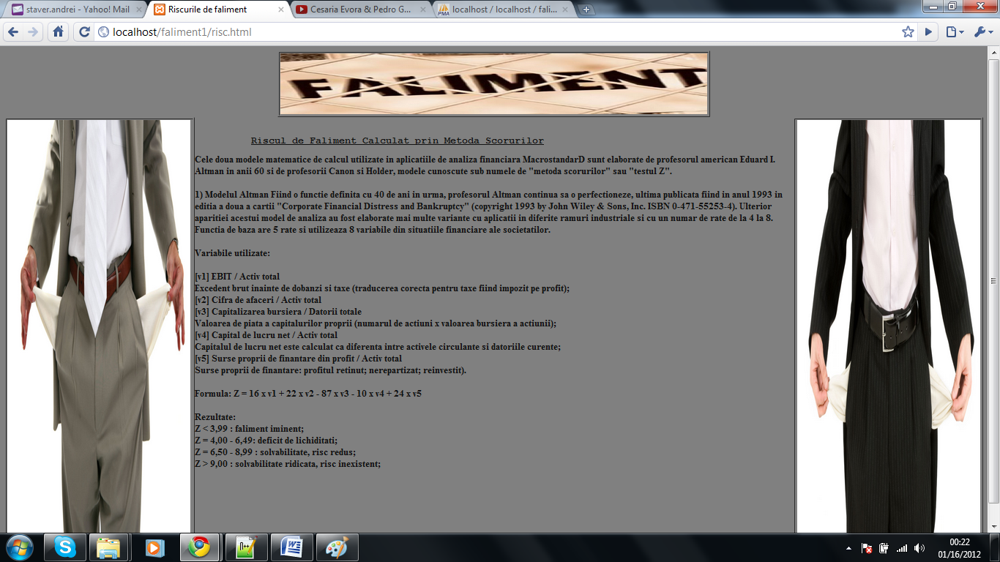 staver.andrei - Yahoo! Mail
Riscurile de faliment
Cesaria Evora & Pedro G...
localhost / localhost / fali...
localhost/faliment1/risc.html
FALIMENT
Riscul de Faliment Calculat prin Metoda Scorurilor
Cele doua modele matematice de calcul utilizate in aplicatiile de analiza financiara MacrostandarD sunt elaborate de profesorul american Eduard I.
Altman in anii 60 si de profesorii Canon si Holder, modele cunoscute sub numele de "metoda scorurilor" sau "testul Z".
1) Modelul Altman Fiind o functie definita cu 40 de ani in urma, profesorul Altman continua sa o perfectioneze, ultima publicata fiind in anul 1993 in
editia a doua a cartii "Corporate Financial Distress and Bankruptcy" (copyright 1993 by John Wiley & Sons, Inc. ISBN 0-471-55253-4). Ulterior
aparitiei acestui model de analiza au fost elaborate mai multe variante cu aplicatii in diferite ramuri industriale si cu un numar de rate de la 4 la 8.
Functia de baza are 5 rate si utilizeaza 8 variabile din situatiile financiare ale societatilor.
Variabile utilizate:
[v1] EBIT / Activ total
Excedent brut inainte de dobanzi si taxe (traducerea corecta pentru taxe fiind impozit pe profit);
[v2] Cifra de afaceri / Activ total
[v3] Capitalizarea bursiera / Datorii totale
Valoarea de piata a capitalurilor proprii (numarul de actiuni x valoarea bursiera a actiunii);
[v4] Capital de lucru net / Activ total
Capitalul de lucru net este calculat ca diferenta intre activele circulante si datoriile curente;
[v5] Surse proprii de finantare din profit / Activ total
Surse proprii de finantare: profitul retinut; nerepartizat; reinvestit).
Formula: Z = 16 x v1 + 22 x v2 - 87 x v3 - 10 x v4 + 24 x v5
Rezultate:
Z < 3,99 : faliment iminent;
Z = 4,00 - 6,49: deficit de lichiditati;
Z = 6,50 - 8,99 : solvabilitate, risc redus;
Z > 9,00 : solvabilitate ridicata, risc inexistent;
00:22
01/16/2012